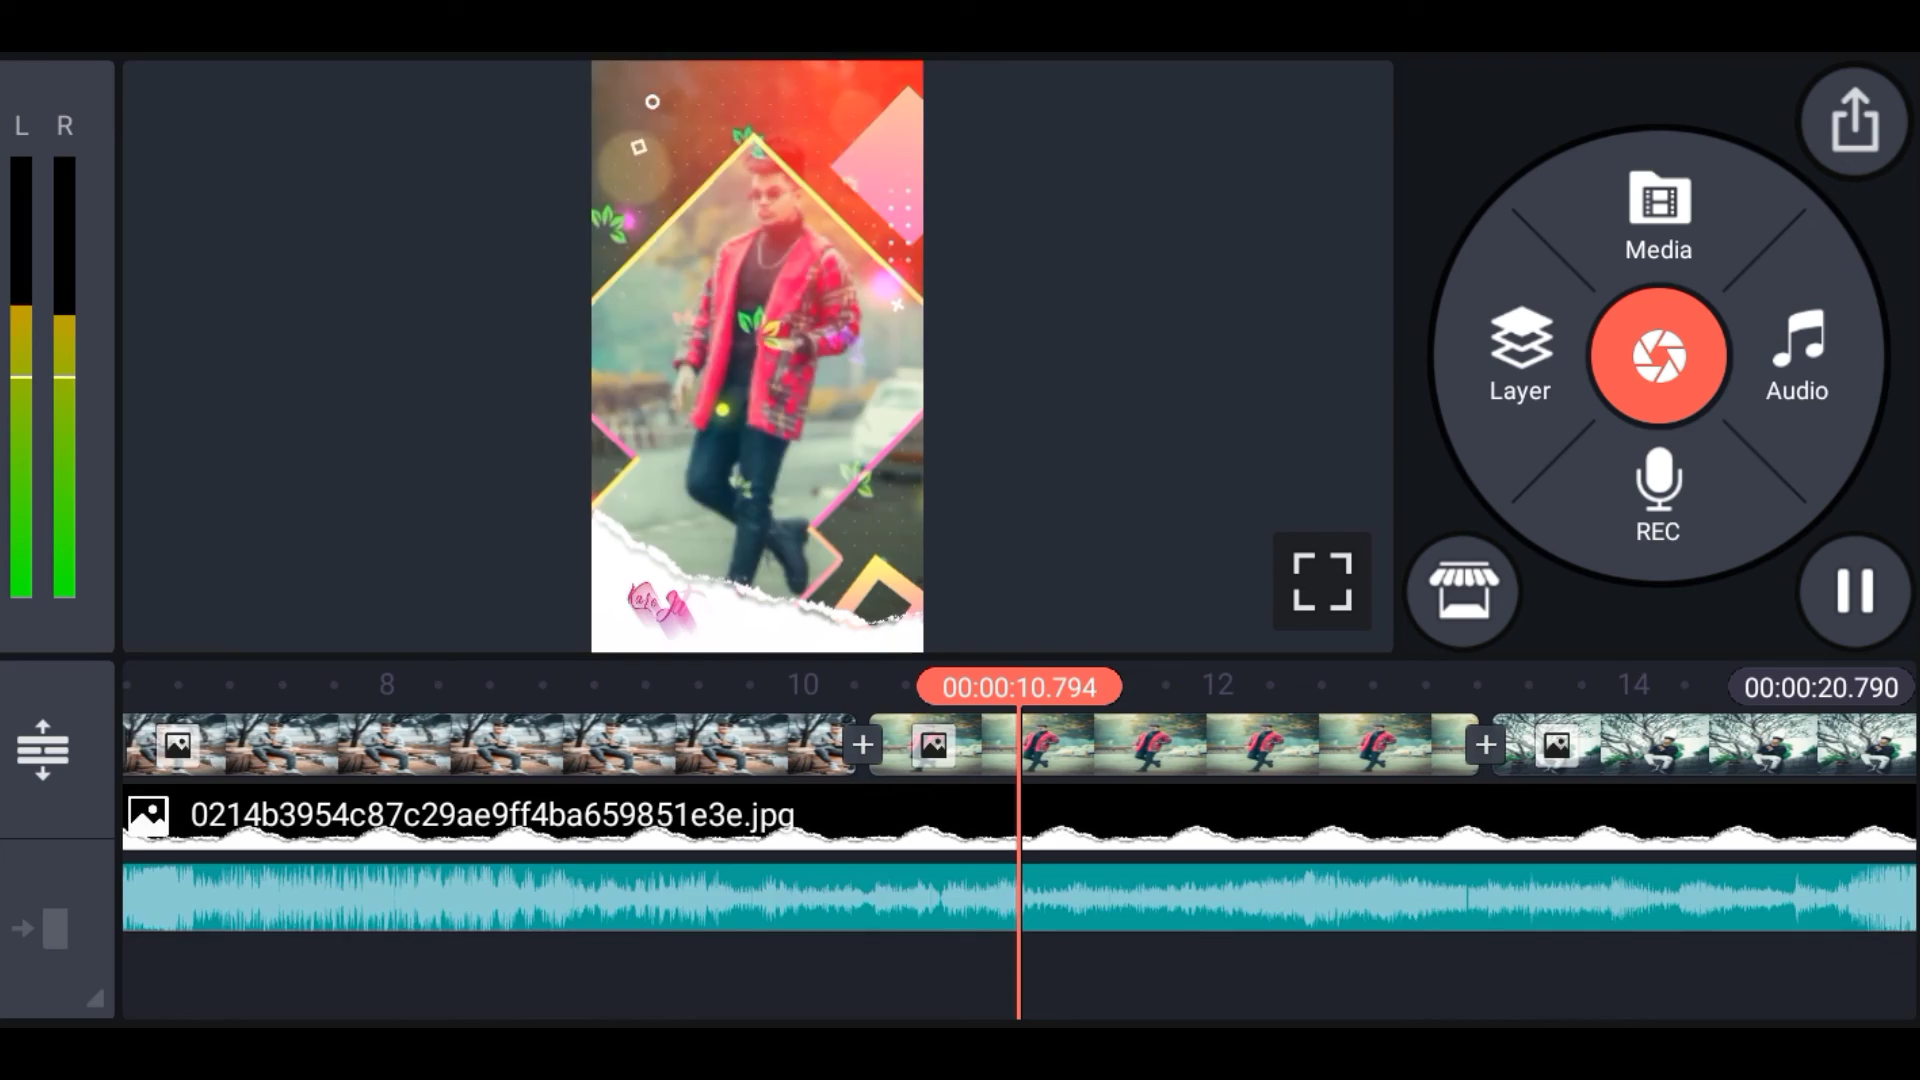 L R
Media
Layer
Audio
REC
8 10 00:00:10.794 12 14 00:00:20.790
0214b3954c87c29ae9ff4ba659851e3e.jpg